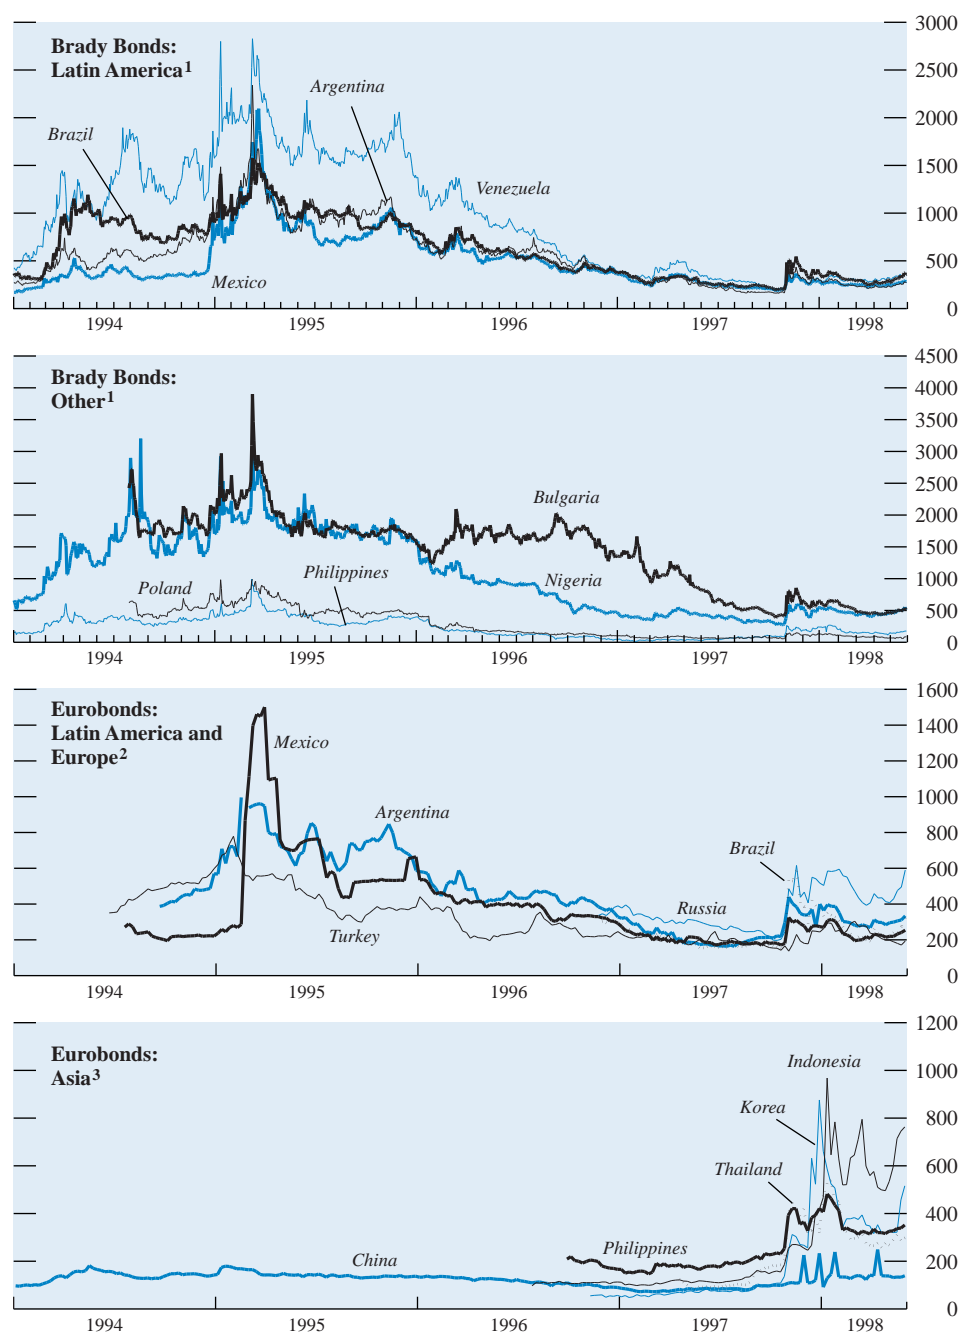 Brady Bonds:
Latin America1
Brazil
Argentina
Venezuela
Mexico
3000
2500
2000
1500
1000
500
0
1994 1995 1996 1997 1998
Brady Bonds:
Other1
Bulgaria
Poland
Philippines
Nigeria
4500
4000
3500
3000
2500
2000
1500
1000
500
0
1994 1995 1996 1997 1998
Eurobonds:
Latin America and
Europe2
Mexico
Argentina
Turkey
Russia
Brazil
1600
1400
1200
1000
800
600
400
200
0
1994 1995 1996 1997 1998
Eurobonds:
Asia3
Indonesia
Korea
Thailand
Philippines
China
1200
1000
800
600
400
200
0
1994 1995 1996 1997 1998